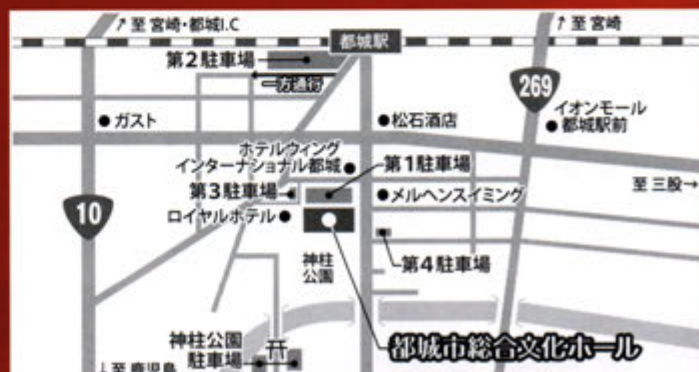 ↗至 宮崎・都城I.C
↗至 宮崎
都城駅
第2駐車場
一方通行
269
イオンモール
都城駅前
ガスト
松石酒店
ホテルウィング
インターナショナル都城
第1駐車場
第3駐車場
メルヘンスイミング
至 三股→
10
ロイヤルホテル
神柱
公園
第4駐車場
神柱公園
駐車場
都城市総合文化ホール
↓至 鹿児島